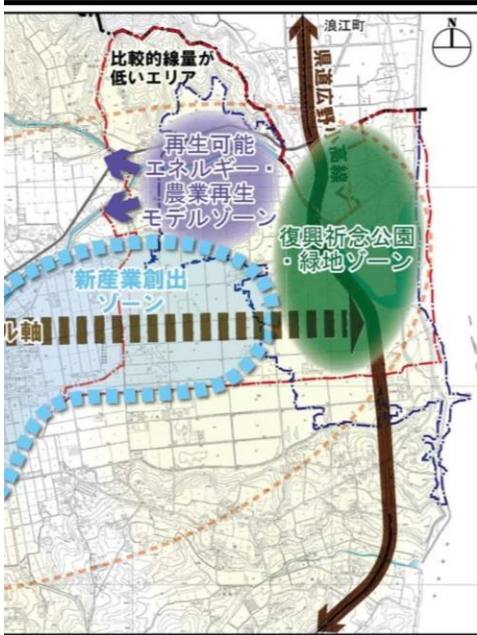 浪江町
N
比較的線量が
低いエリア
県道広野小高線
再生可能
エネルギー・
農業再生
モデルゾーン
復興祈念公園
・緑地ゾーン
新産業創出
ゾーン
ル軸